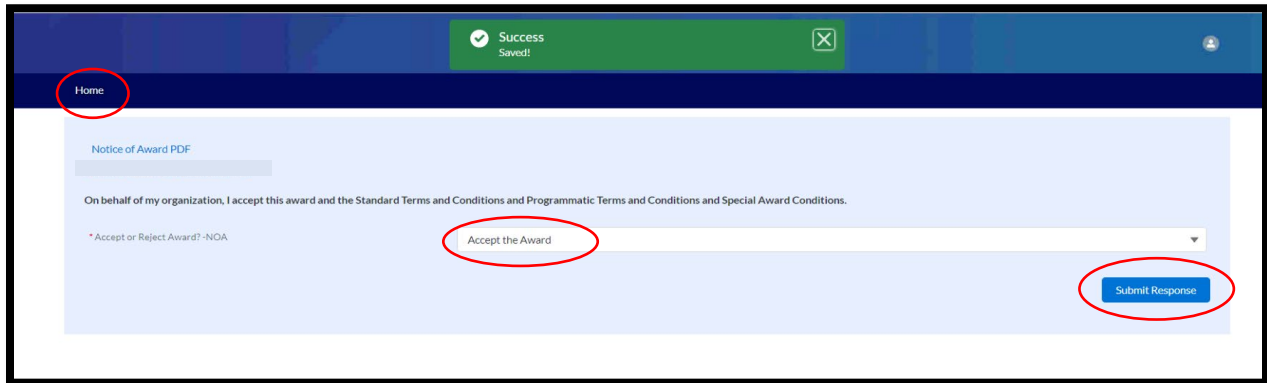 Success
Saved!
Home
Notice of Award PDF
On behalf of my organization, I accept this award and the Standard Terms and Conditions and Programmatic Terms and Conditions and Special Award Conditions.
* Accept or Reject Award? -NOA
Accept the Award
Submit Response